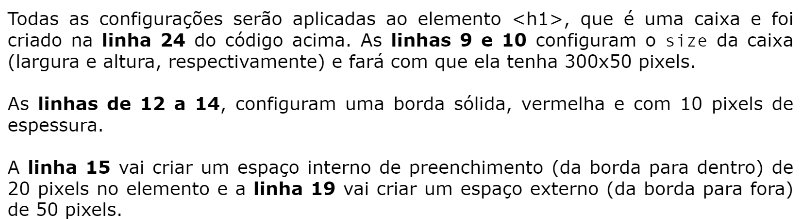 Todas as configurações serão aplicadas ao elemento <h1>, que é uma caixa e foi
criado na linha 24 do código acima. As linhas 9 e 10 configuram o size da caixa
(largura e altura, respectivamente) e fará com que ela tenha 300x50 pixels.
As linhas de 12 a 14, configuram uma borda sólida, vermelha e com 10 pixels de
espessura.
A linha 15 vai criar um espaço interno de preenchimento (da borda para dentro) de
20 pixels no elemento e a linha 19 vai criar um espaço externo (da borda para fora)
de 50 pixels.